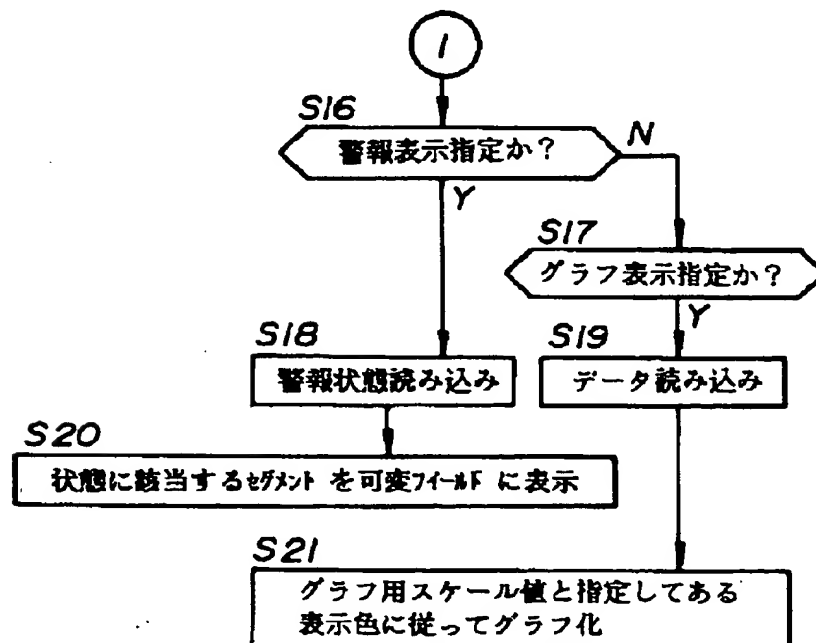 1
S16
警報表示指定か？
N
Y
S17
グラフ表示指定か？
Y
S18
警報状態読み込み
S19
データ読み込み
S20
状態に該当するセグメント を可変フィールド に表示
S21
グラフ用スケール値と指定してある
表示色に従ってグラフ化